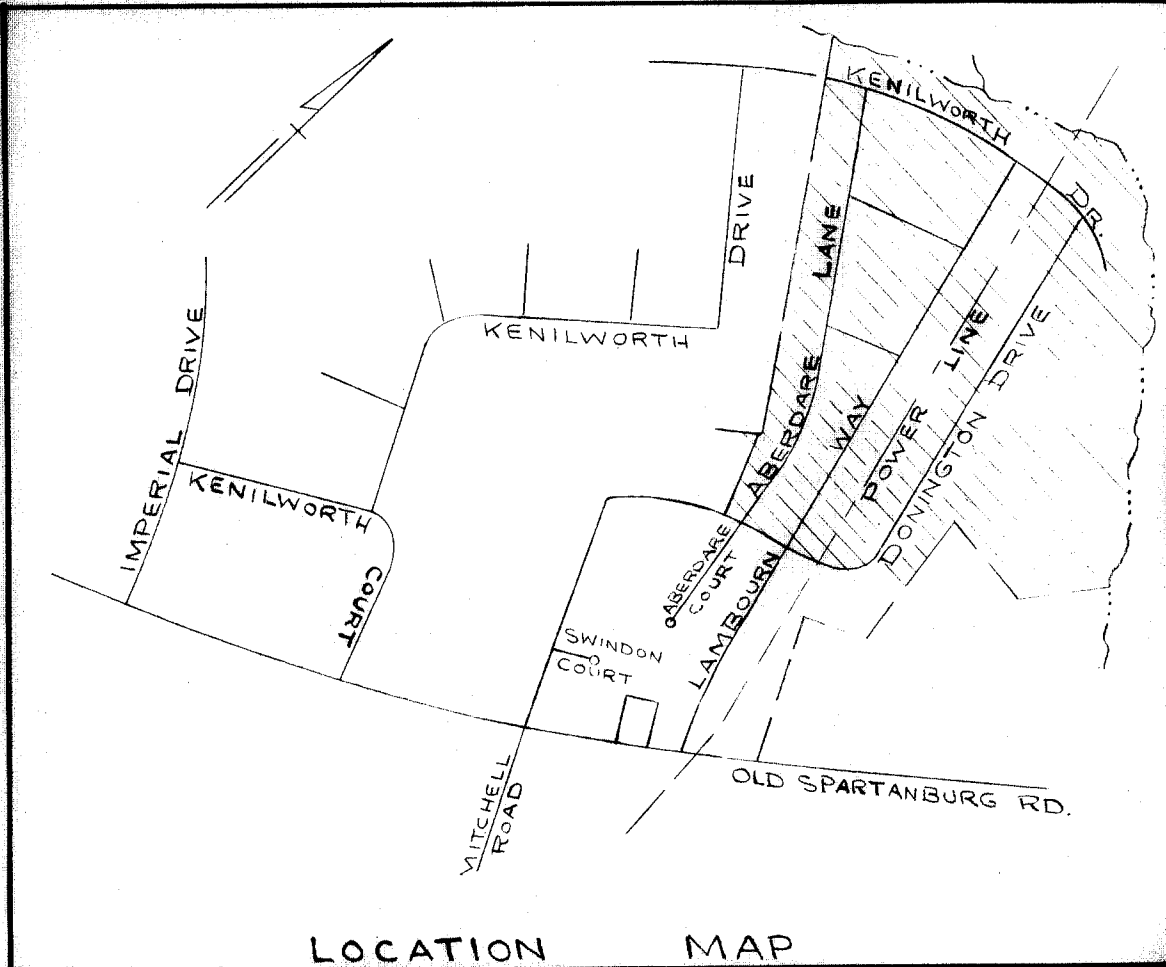 KENILWORTH
DR.
DRIVE
ABERDARE LANE
KENILWORTH
IMPERIAL DRIVE
POWER LINE
DONINGTON DRIVE
LAMBOURN WAY
KENILWORTH
COURT
ABERDARE
COURT
SWINDON
COURT
MITCHELL
ROAD
OLD SPARTANBURG RD.
LOCATION MAP